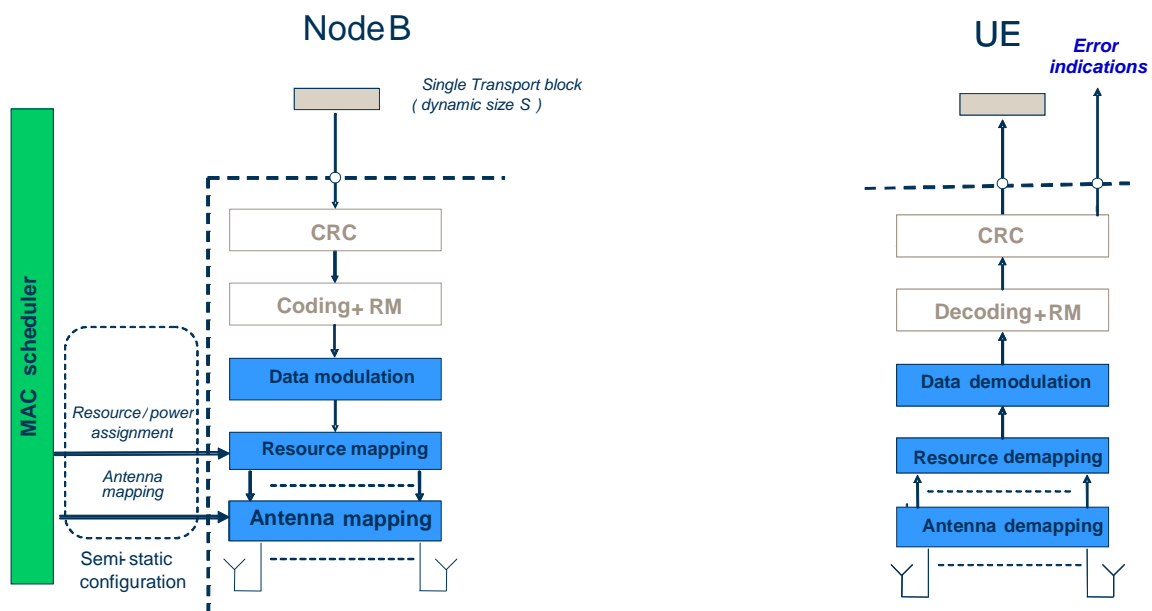 NodeB
UE
Error
indications
Single Transport block
( dynamic size S )
MAC scheduler
CRC
Coding+ RM
Data modulation
Resource/power
assignment
Resource mapping
Antenna
mapping
Antenna mapping
Semi-static
configuration
CRC
Decoding+RM
Data demodulation
Resource demapping
Antenna demapping